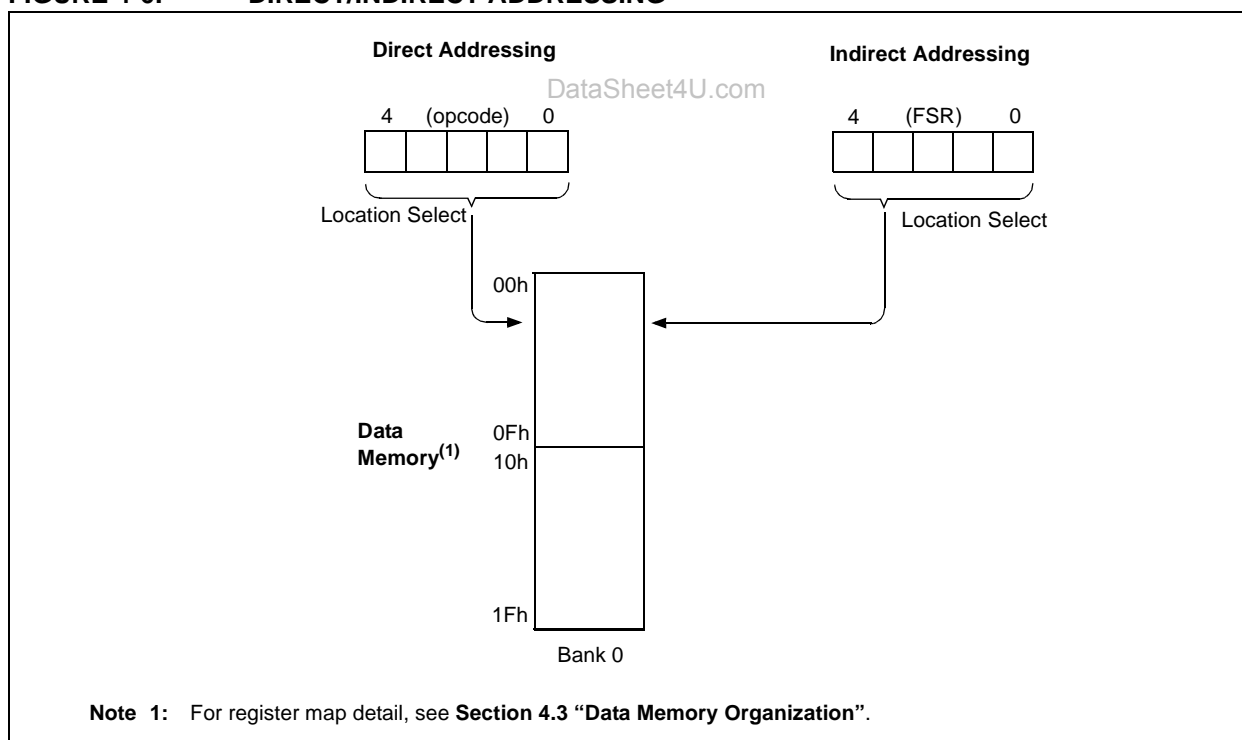 Direct Addressing
Indirect Addressing
DataSheet4U.com
4 (opcode) 0
4 (FSR) 0
Location Select
Location Select
00h
Data
Memory(1)
0Fh
10h
1Fh
Bank 0
Note 1: For register map detail, see Section 4.3 “Data Memory Organization”.